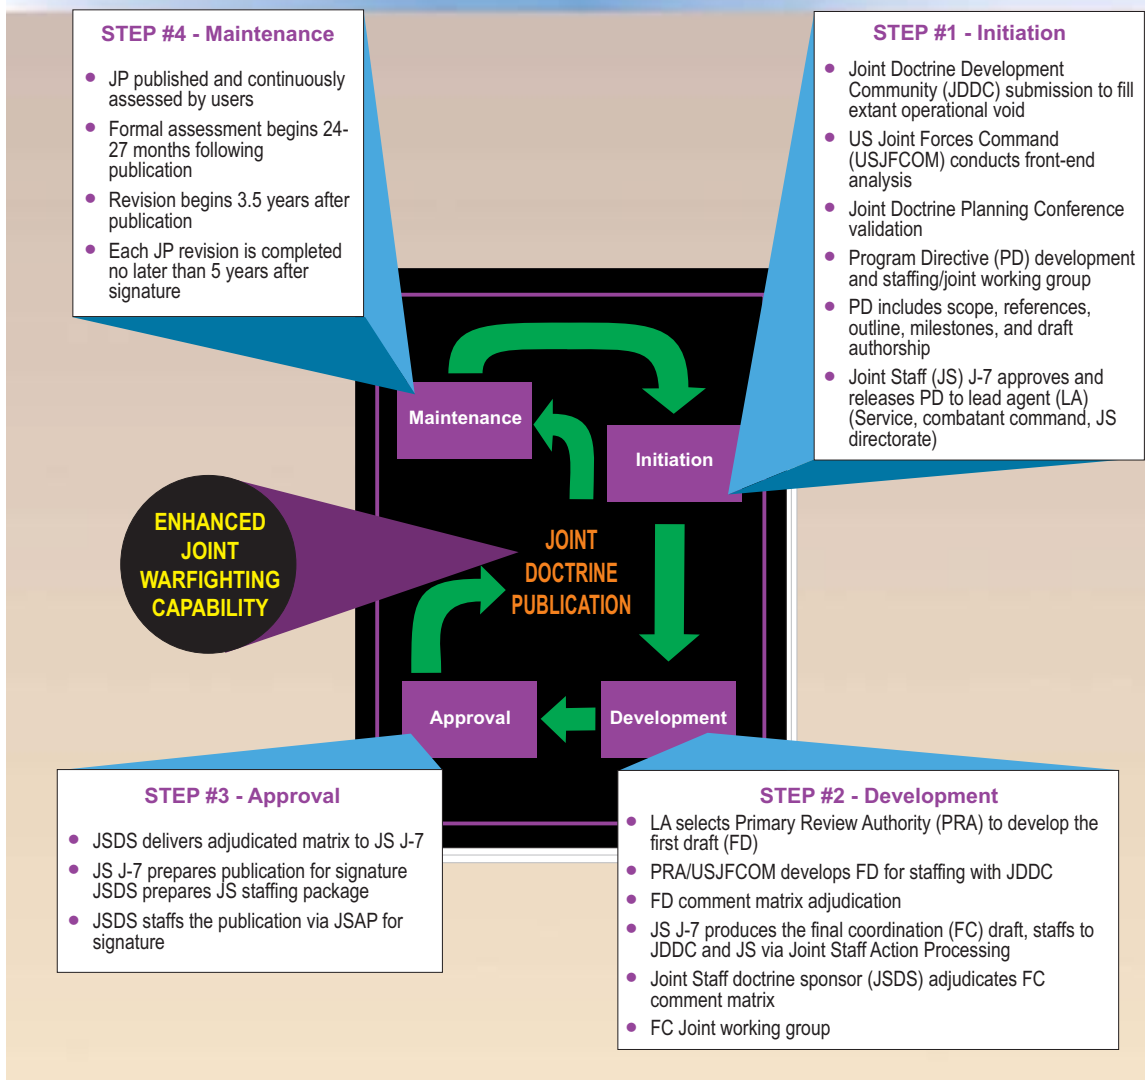 STEP #4 - Maintenance
• JP published and continuously
assessed by users
• Formal assessment begins 24-
27 months following
publication
• Revision begins 3.5 years after
publication
• Each JP revision is completed
no later than 5 years after
signature
STEP #1 - Initiation
• Joint Doctrine Development
Community (JDDC) submission to fill
extant operational void
• US Joint Forces Command
(USJFCOM) conducts front-end
analysis
• Joint Doctrine Planning Conference
validation
• Program Directive (PD) development
and staffing/joint working group
• PD includes scope, references,
outline, milestones, and draft
authorship
• Joint Staff (JS) J-7 approves and
releases PD to lead agent (LA)
(Service, combatant command, JS
directorate)
Maintenance
Initiation
ENHANCED
JOINT
WARFIGHTING
CAPABILITY
JOINT
DOCTRINE
PUBLICATION
Approval
Development
STEP #3 - Approval
• JSDS delivers adjudicated matrix to JS J-7
• JS J-7 prepares publication for signature
JSDS prepares JS staffing package
• JSDS staffs the publication via JSAP for
signature
STEP #2 - Development
• LA selects Primary Review Authority (PRA) to develop the
first draft (FD)
• PRA/USJFCOM develops FD for staffing with JDDC
• FD comment matrix adjudication
• JS J-7 produces the final coordination (FC) draft, staffs to
JDDC and JS via Joint Staff Action Processing
• Joint Staff doctrine sponsor (JSDS) adjudicates FC
comment matrix
• FC Joint working group